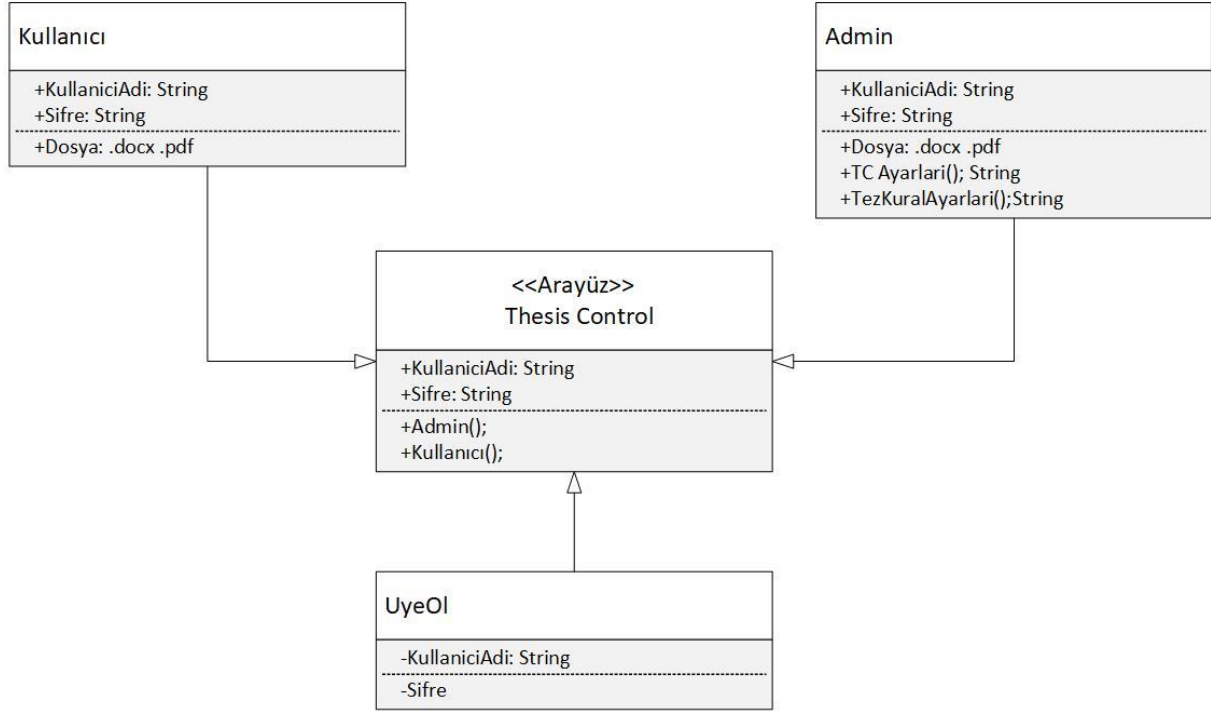 Kullanıcı
+KullaniciAdi: String
+Sifre: String
+Dosya: .docx .pdf
Admin
+KullaniciAdi: String
+Sifre: String
+Dosya: .docx .pdf
+TC Ayarlari(); String
+TezKuralAyarlari();String
<<Arayüz>>
Thesis Control
+KullaniciAdi: String
+Sifre: String
+Admin();
+Kullanıcı();
UyeOl
-KullaniciAdi: String
-Sifre